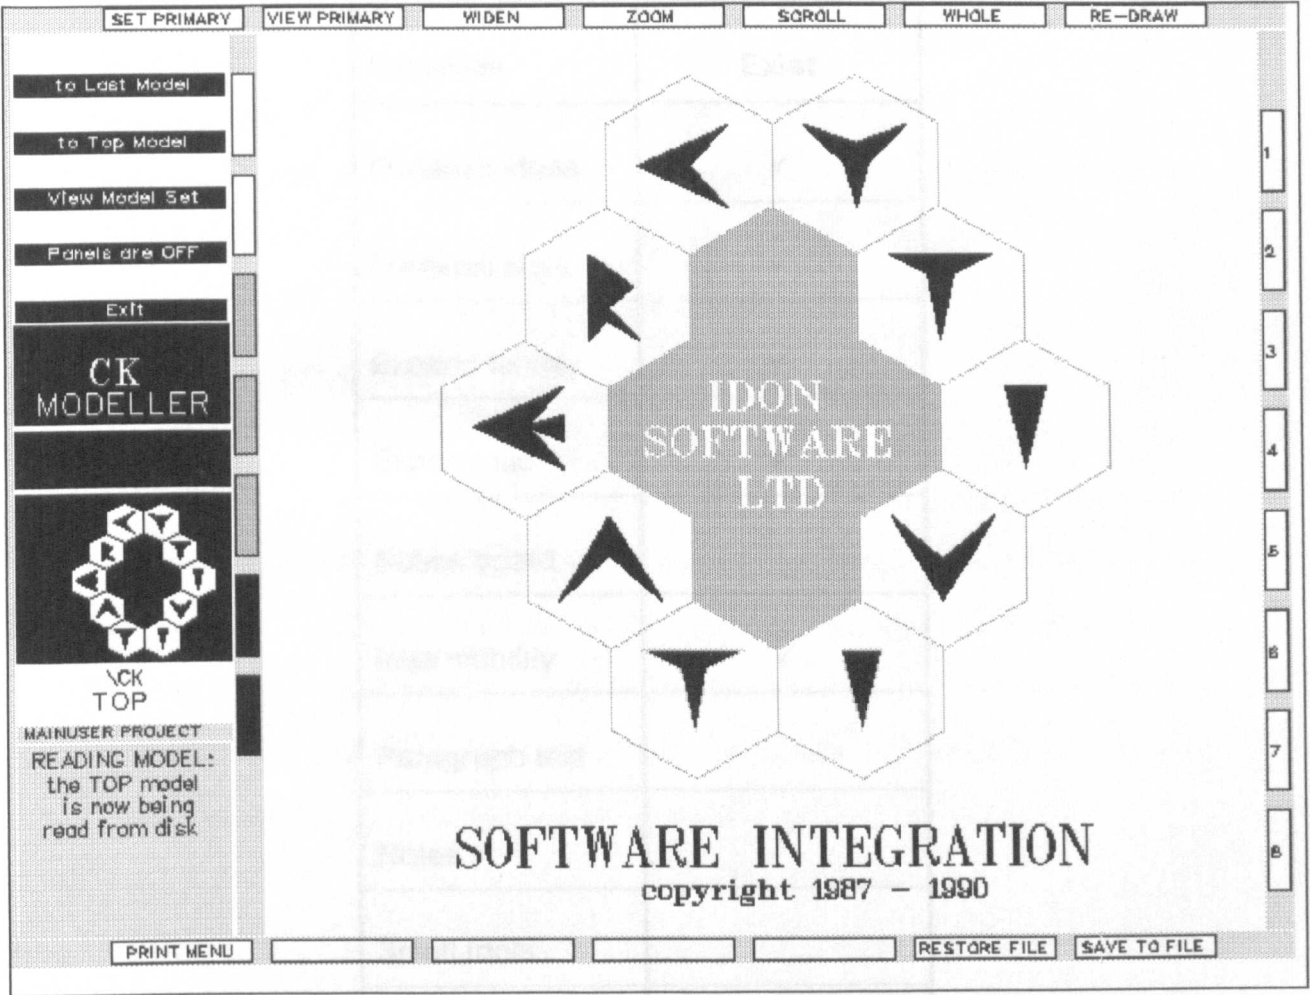 SET PRIMARY
VIEW PRIMARY
WIDEN
ZOOM
SCROLL
WHOLE
RE-DRAW
to Last Model
to Top Model
View Model Set
Panels are OFF
Exit
CK
MODELLER
\CK
TOP
MAINUSER PROJECT
READING MODEL:
the TOP model
is now being
read from disk
IDON
SOFTWARE
LTD
SOFTWARE INTEGRATION
copyright 1987 - 1990
1
2
3
4
5
6
7
8
PRINT MENU
RESTORE FILE
SAVE TO FILE